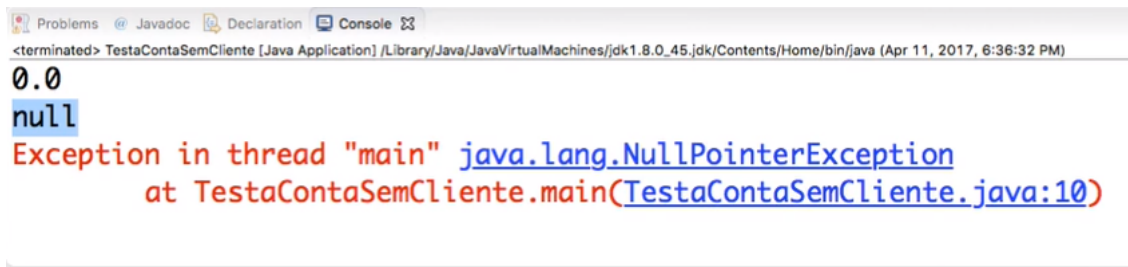 Problems @ Javadoc Declaration Console
<terminated> TestaContaSemCliente [Java Application] /Library/Java/JavaVirtualMachines/jdk1.8.0_45.jdk/Contents/Home/bin/java (Apr 11, 2017, 6:36:32 PM)
0.0
null
Exception in thread "main" java.lang.NullPointerException
at TestaContaSemCliente.main(TestaContaSemCliente.java:10)